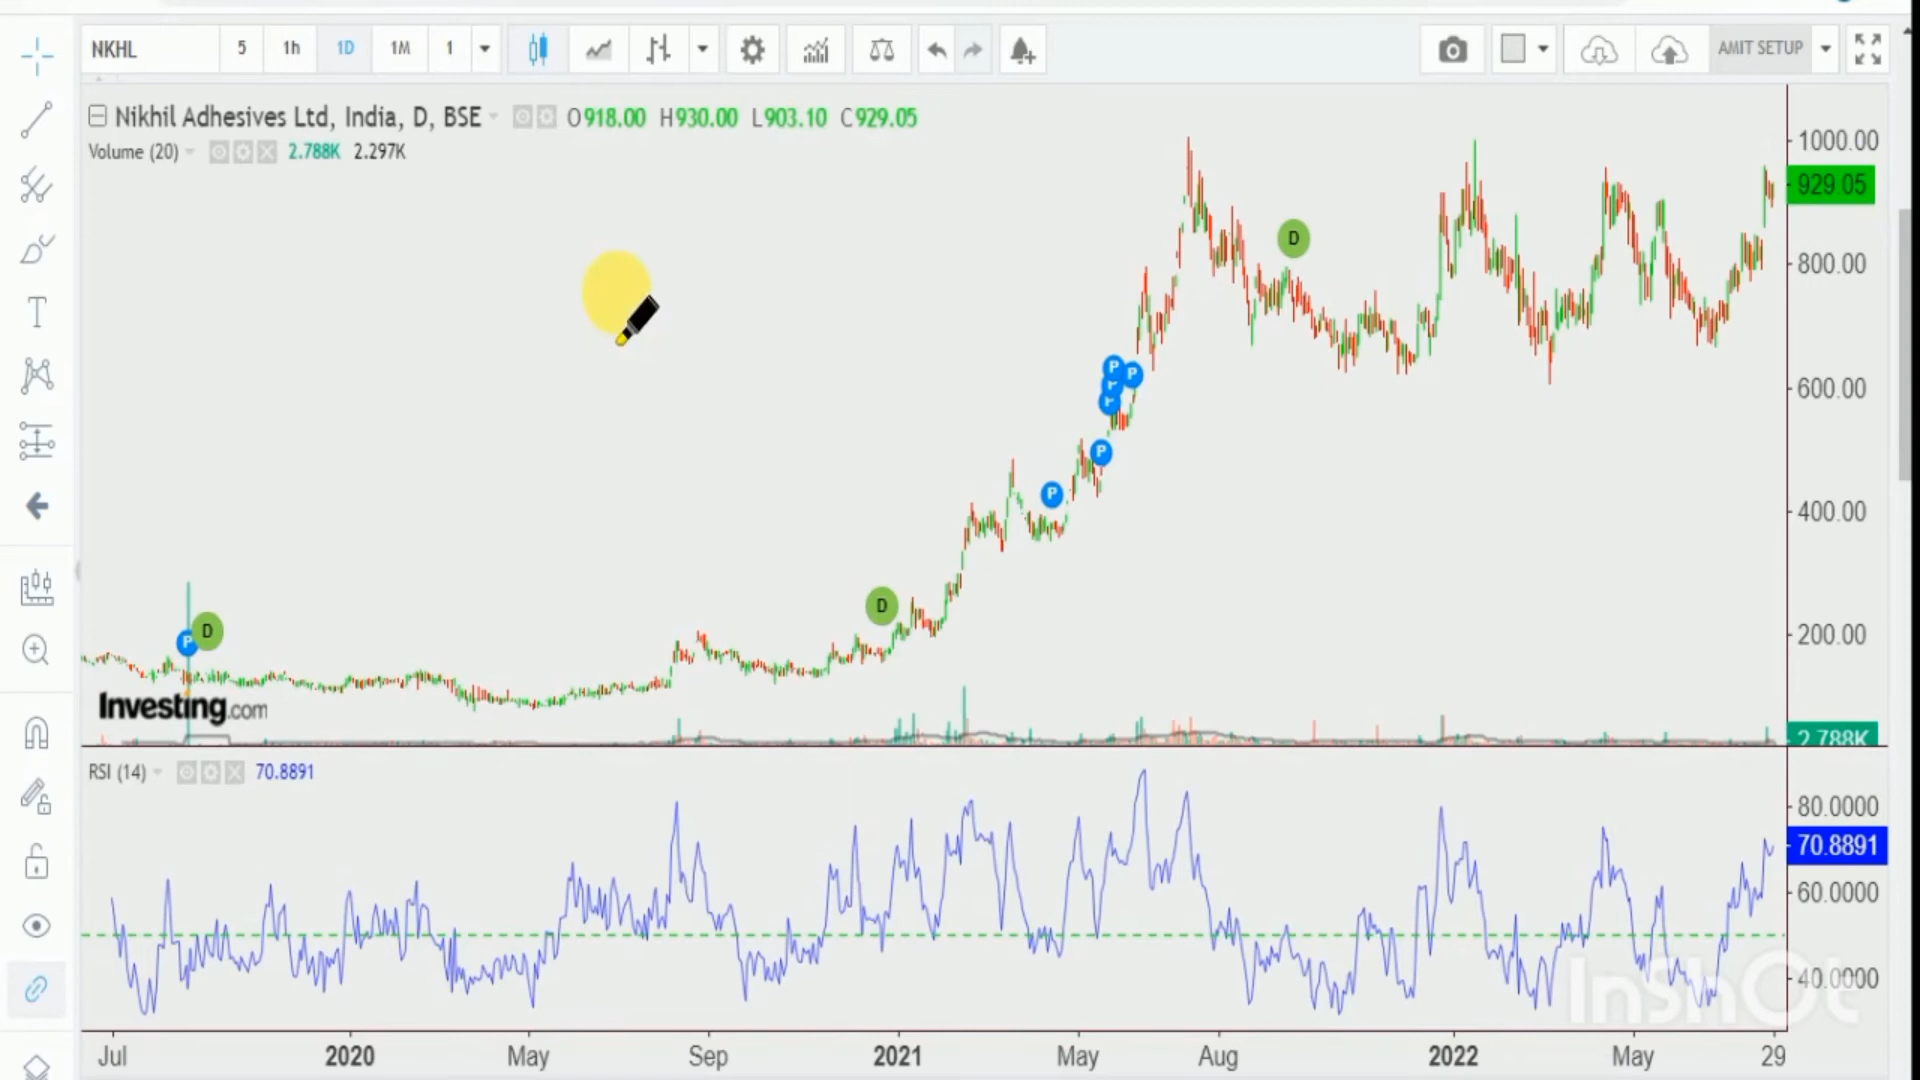 NKHL 5 1h 1D 1M 1 AMIT SETUP
Nikhil Adhesives Ltd, India, D, BSE O918.00 H930.00 L903.10 C929.05
Volume (20) 2.788K 2.297K
1000.00
929.05
800.00
600.00
400.00
200.00
D
P
P
P
P
P
P
D
P
D
Investing.com
2.788K
RSI (14) 70.8891
80.0000
70.8891
60.0000
40.0000
InShOt
Jul 2020 May Sep 2021 May Aug 2022 May 29